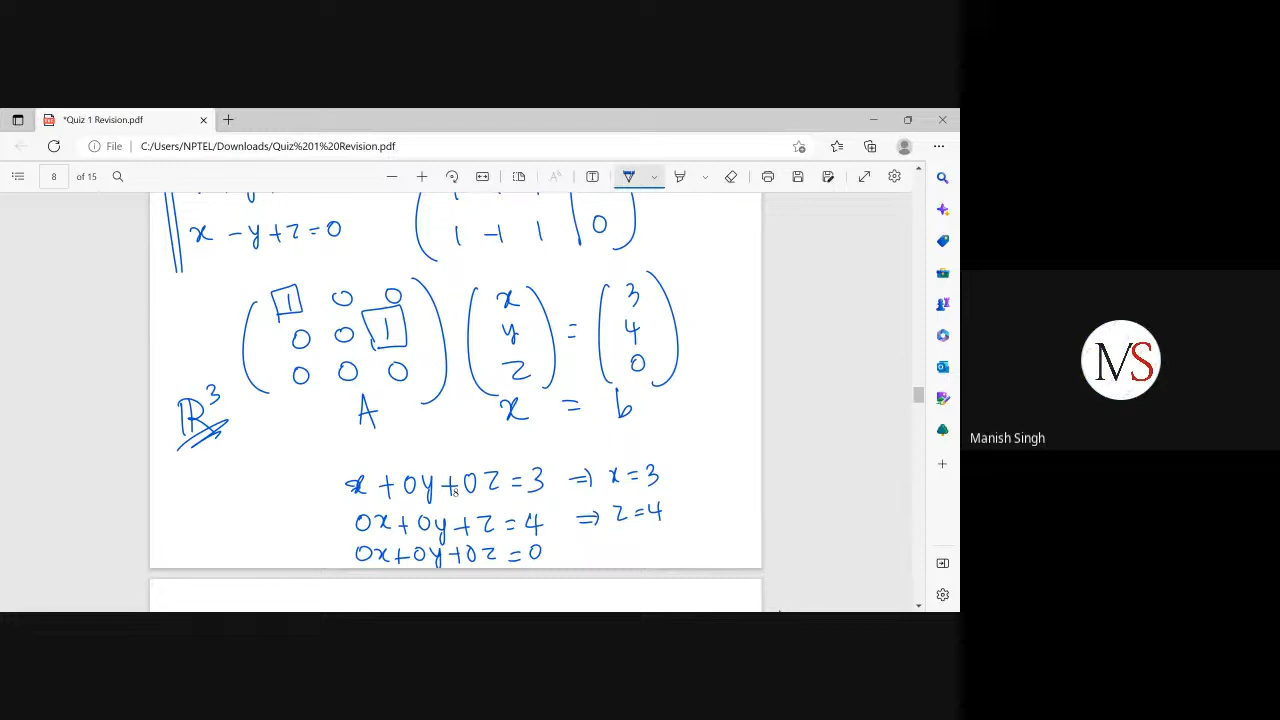 *Quiz 1 Revision.pdf
File C:/Users/NPTEL/Downloads/Quiz%201%20Revision.pdf
8 of 15
x - y + z = 0 1 -1 1 | 0
1 0 0 x 3
0 0 1 y = 4
0 0 0 z 0
ℝ³ A x = b
x + 0y + 0z = 3 ⇒ x = 3
0x + 0y + z = 4 ⇒ z = 4
0x + 0y + 0z = 0
8
MS
Manish Singh